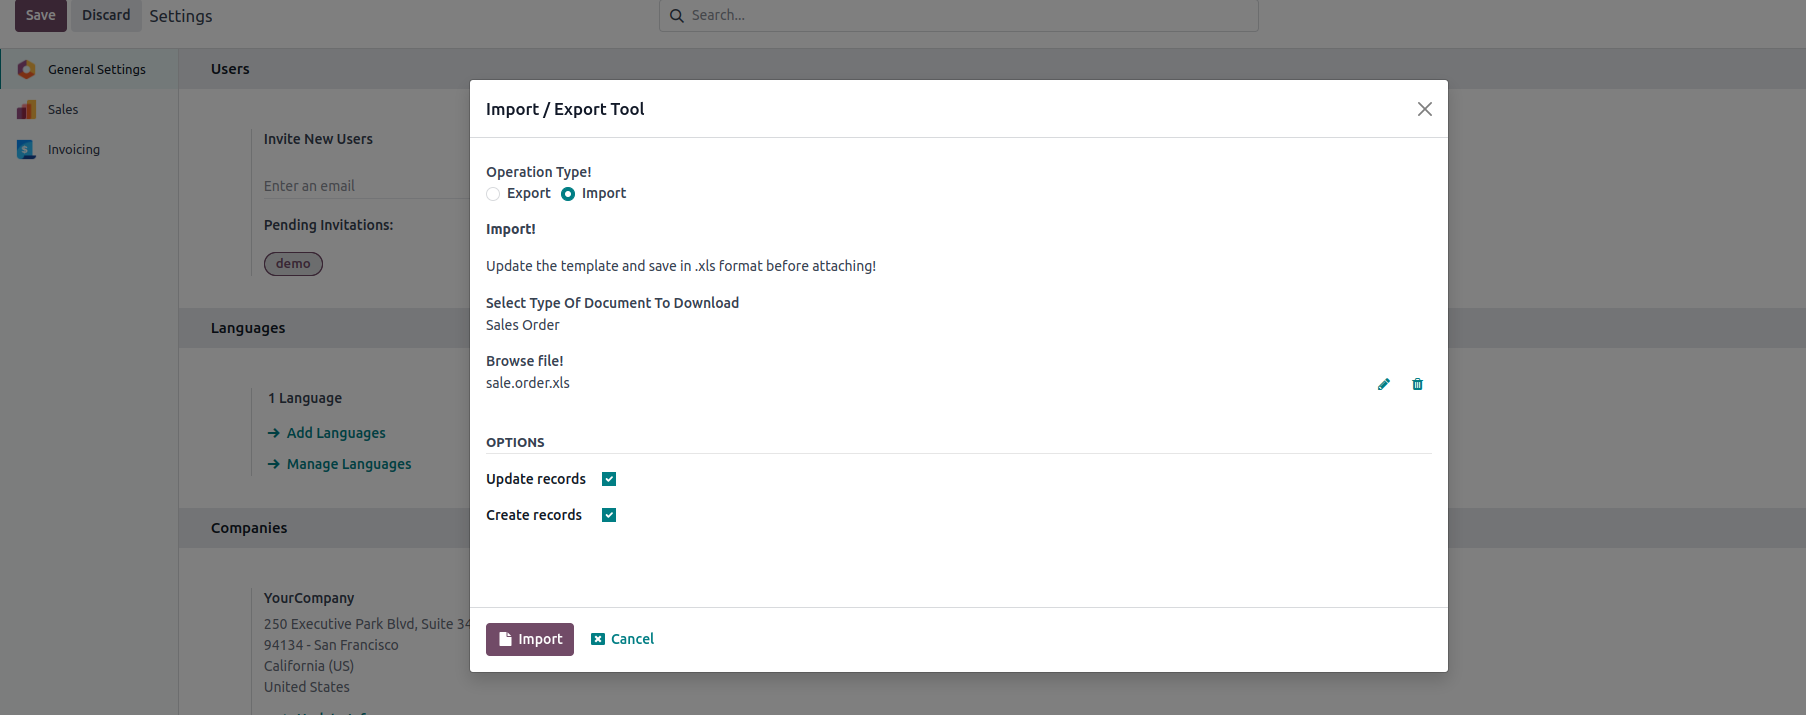 Save Discard Settings
Search...
General Settings
Sales
Invoicing
Users
Invite New Users
Enter an email
Pending Invitations:
demo
Languages
1 Language
Add Languages
Manage Languages
Companies
YourCompany
250 Executive Park Blvd, Suite 34
94134 - San Francisco
California (US)
United States
Import / Export Tool
Operation Type!
Export Import
Import!
Update the template and save in .xls format before attaching!
Select Type Of Document To Download
Sales Order
Browse file!
sale.order.xls
OPTIONS
Update records
Create records
Import Cancel